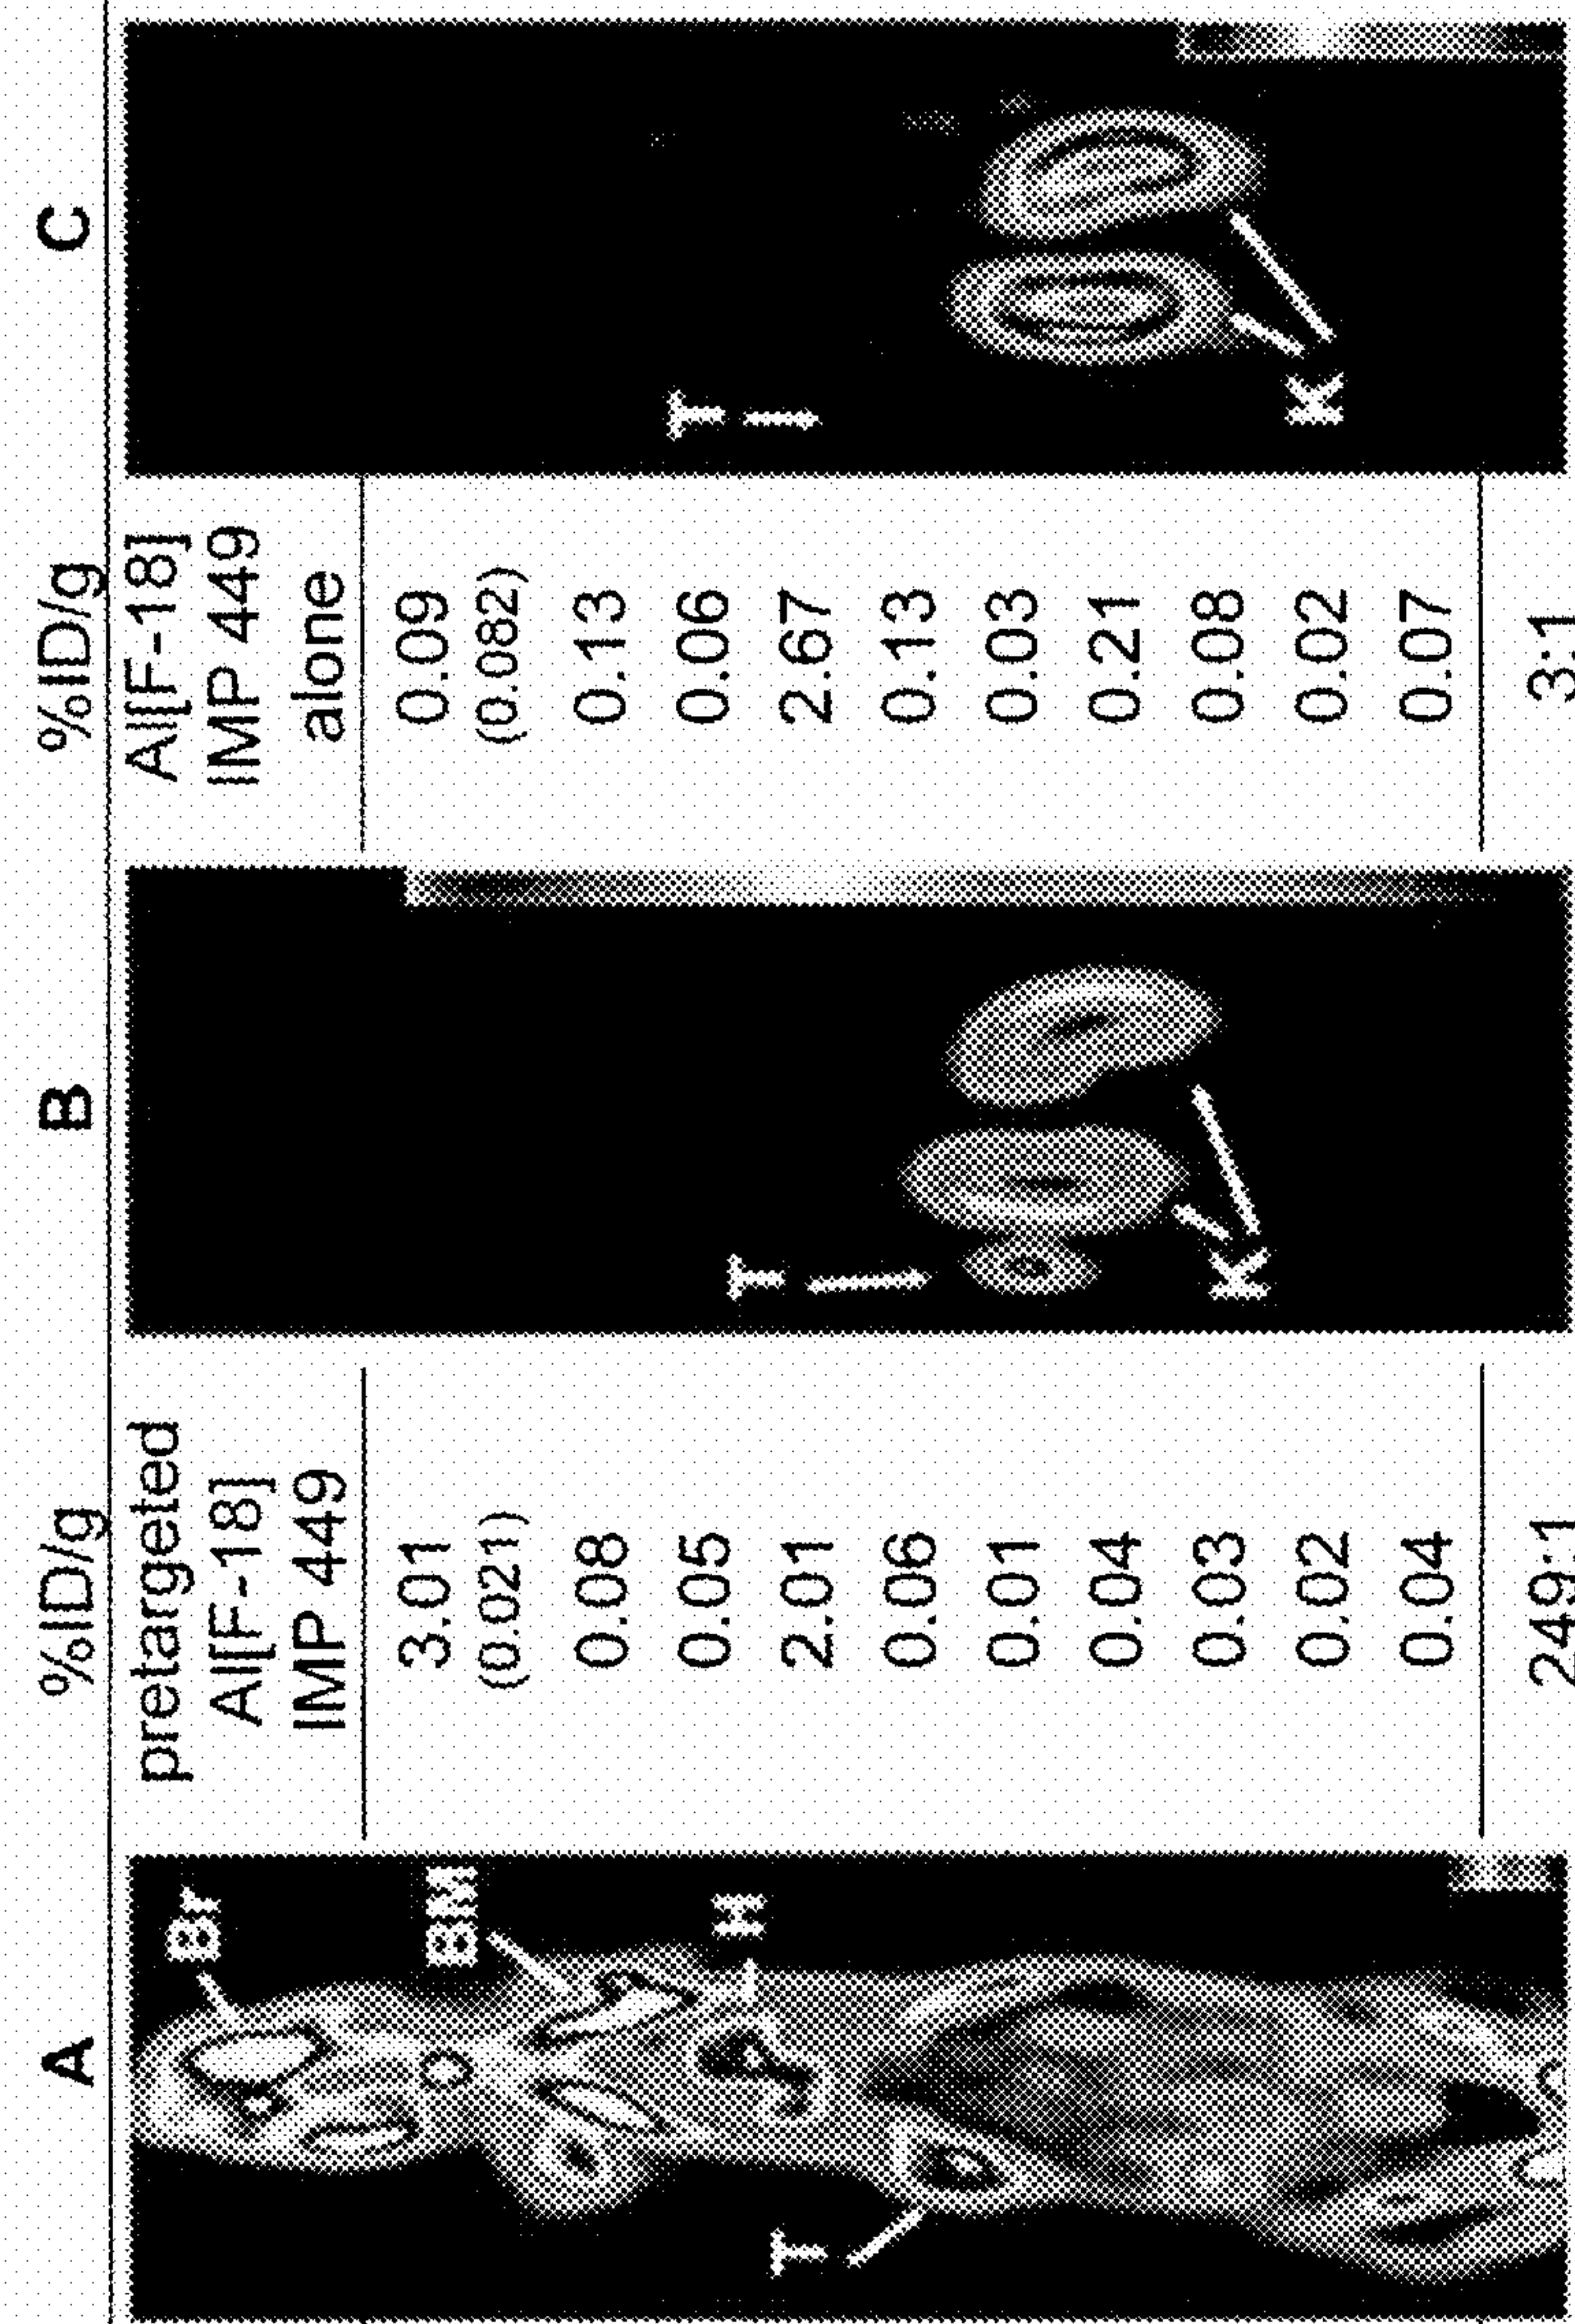 A
%ID/g
B
%ID/g
C
Br
BM
H
T
pretargeted
Al[F-18]
IMP 449
3.01
(0.021)
0.08
0.05
2.01
0.06
0.01
0.04
0.03
0.02
0.04
249:1
T
K
Al[F-18]
IMP 449
alone
0.09
(0.082)
0.13
0.06
2.67
0.13
0.03
0.21
0.08
0.02
0.07
3:1
T
K